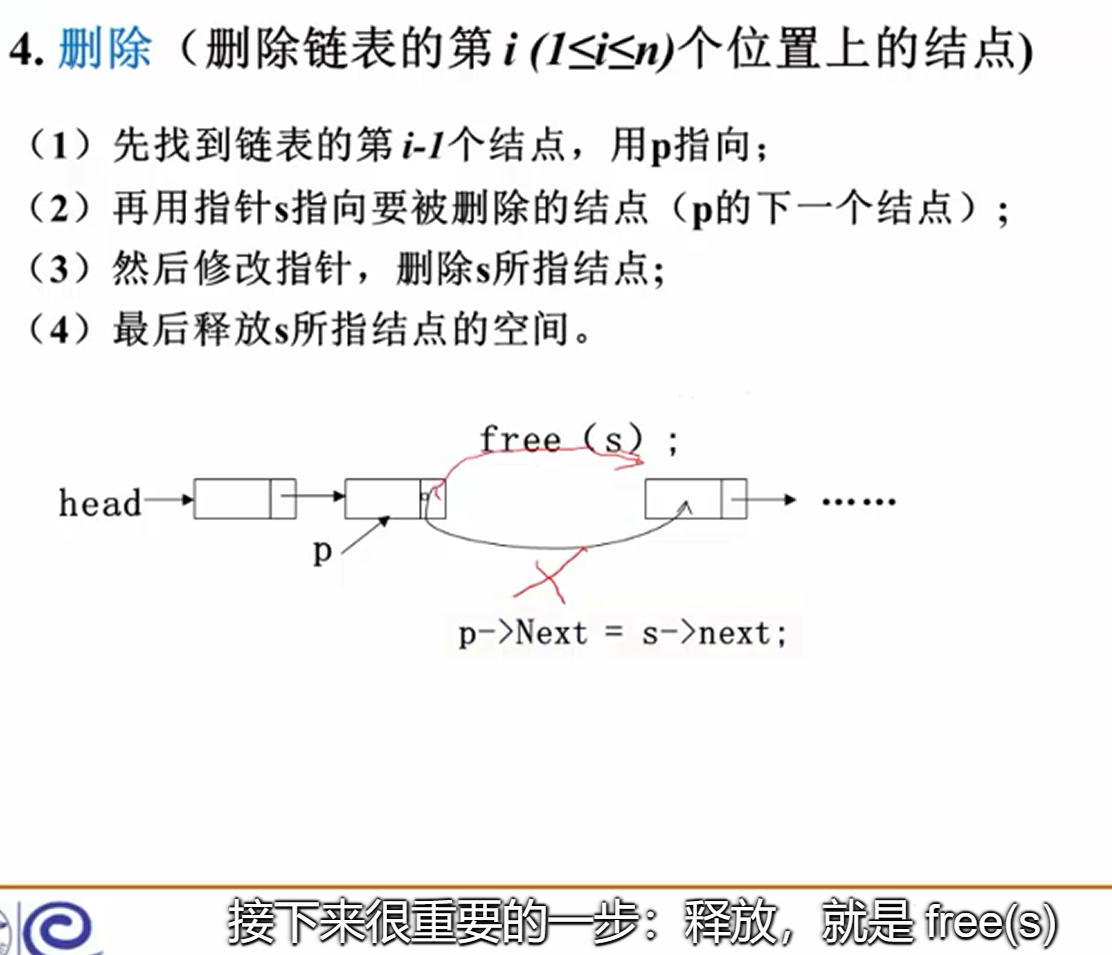 4. 删除（删除链表的第 i (1≤i≤n)个位置上的结点)
（1）先找到链表的第 i-1个结点，用p指向；
（2）再用指针s指向要被删除的结点（p的下一个结点）；
（3）然后修改指针，删除s所指结点；
（4）最后释放s所指结点的空间。
free（s）;
head
......
p
p->Next = s->next;
接下来很重要的一步：释放，就是 free(s)